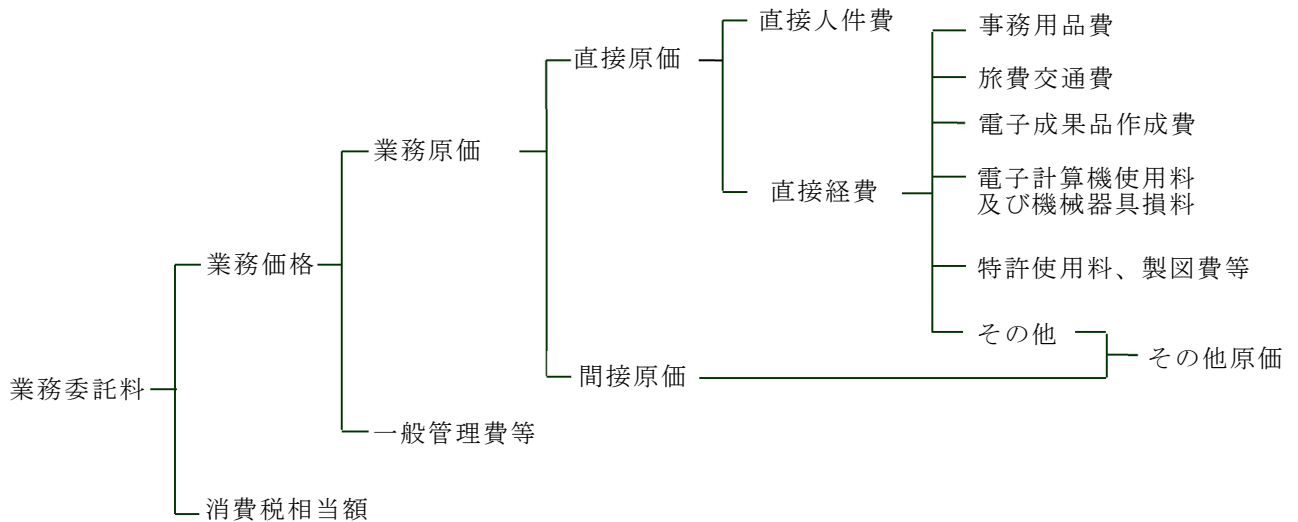 直接人件費
事務用品費
直接原価
旅費交通費
電子成果品作成費
業務原価
電子計算機使用料
及び機械器具損料
直接経費
業務価格
特許使用料、製図費等
その他
その他原価
間接原価
業務委託料
一般管理費等
消費税相当額